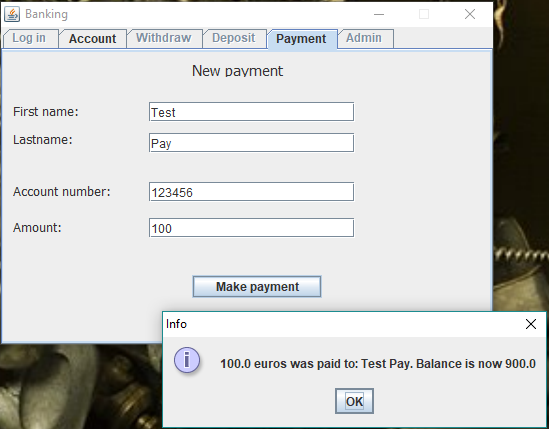 Banking
Log in Account Withdraw Deposit Payment Admin
New payment
First name: Test
Lastname: Pay
Account number: 123456
Amount: 100
Make payment
Info
100.0 euros was paid to: Test Pay. Balance is now 900.0
OK